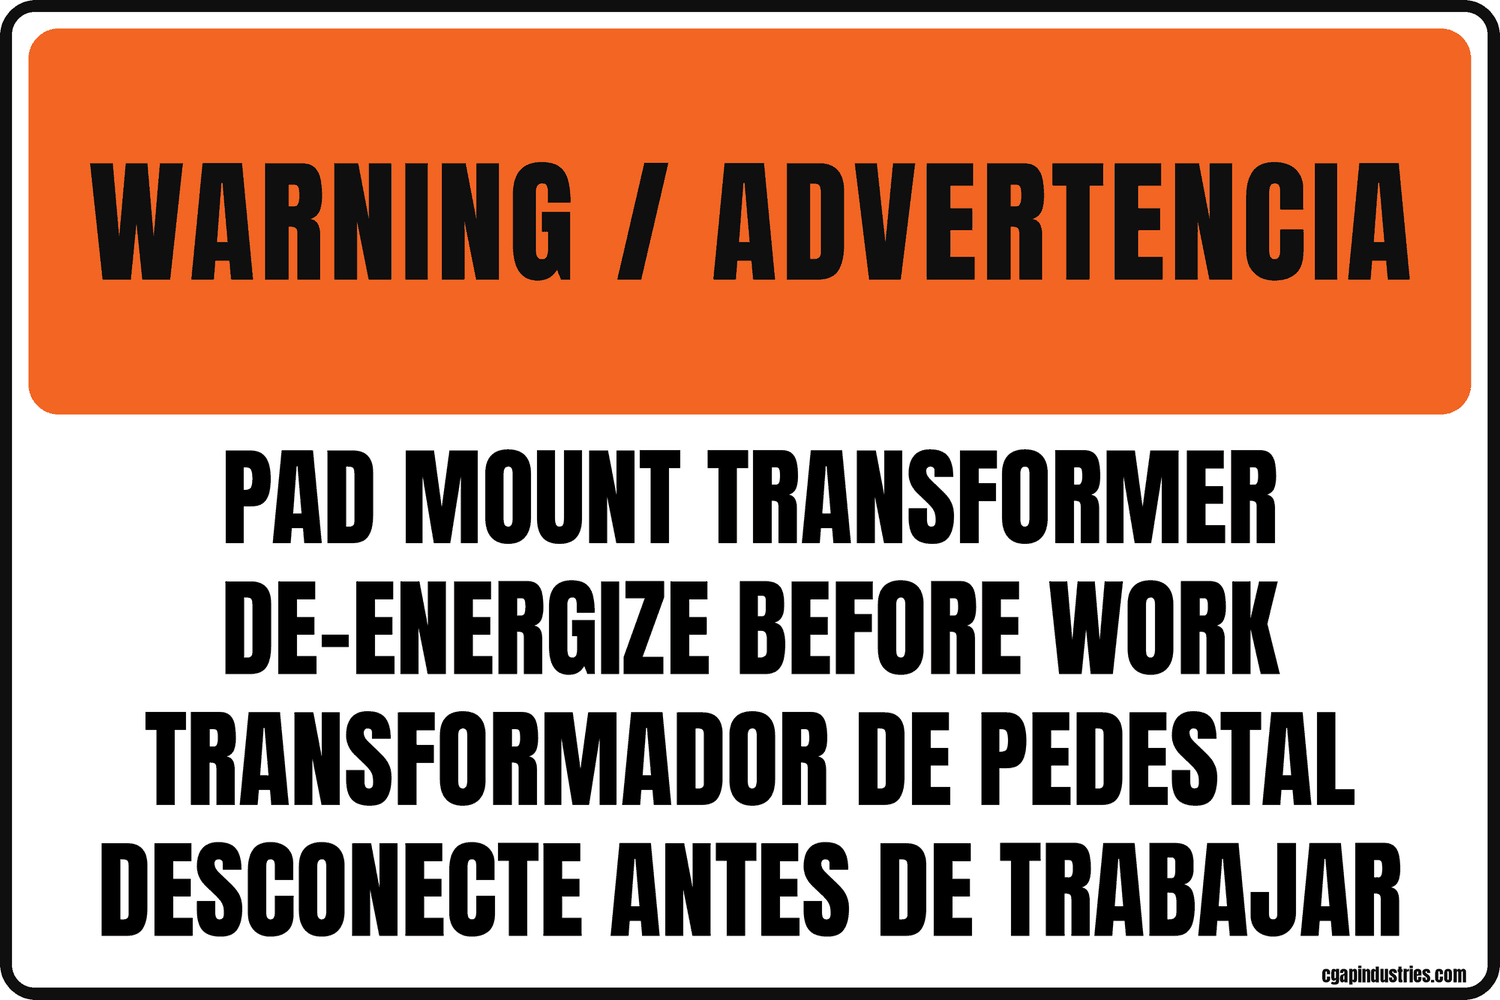 WARNING / ADVERTENCIA
PAD MOUNT TRANSFORMER
DE-ENERGIZE BEFORE WORK
TRANSFORMADOR DE PEDESTAL
DESCONECTE ANTES DE TRABAJAR
cgapindustries.com